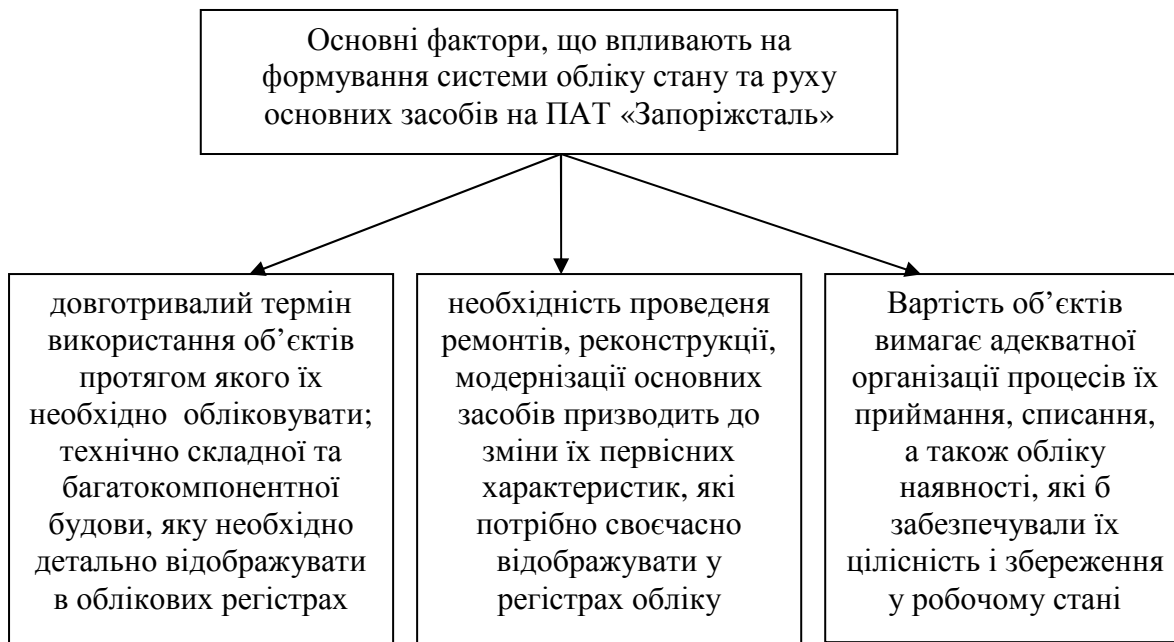 Основні фактори, що впливають на
формування системи обліку стану та руху
основних засобів на ПАТ «Запоріжсталь»
довготривалий термін
використання об’єктів
протягом якого їх
необхідно обліковувати;
технічно складної та
багатокомпонентної
будови, яку необхідно
детально відображувати
в облікових регістрах
необхідність проведеня
ремонтів, реконструкції,
модернізації основних
засобів призводить до
зміни їх первісних
характеристик, які
потрібно своєчасно
відображувати у
регістрах обліку
Вартість об’єктів
вимагає адекватної
організації процесів їх
приймання, списання,
а також обліку
наявності, які б
забезпечували їх
цілісність і збереження
у робочому стані